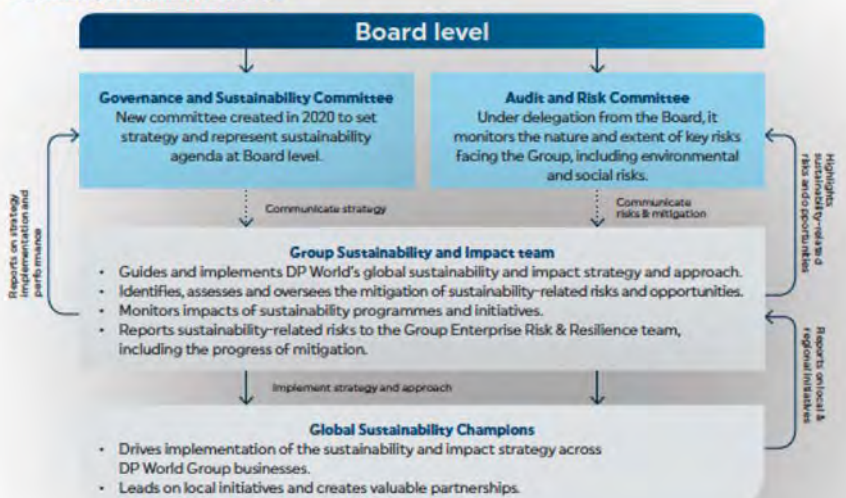 Board level
Governance and Sustainability Committee
New committee created in 2020 to set
strategy and represent sustainability
agenda at Board level.
Audit and Risk Committee
Under delegation from the Board, it
monitors the nature and extent of key risks
facing the Group, including environmental
and social risks.
Reports on strategy
implementation and
performance
Highlights
sustainability-related
risks and opportunities
Communicate strategy
Communicate
risks & mitigation
Group Sustainability and Impact team
• Guides and implements DP World's global sustainability and impact strategy and approach.
• Identifies, assesses and oversees the mitigation of sustainability-related risks and opportunities.
• Monitors impacts of sustainability programmes and initiatives.
• Reports sustainability-related risks to the Group Enterprise Risk & Resilience team,
including the progress of mitigation.
Reports on local &
regional initiatives
Implement strategy and approach
Global Sustainability Champions
• Drives implementation of the sustainability and impact strategy across
DP World Group businesses.
• Leads on local initiatives and creates valuable partnerships.